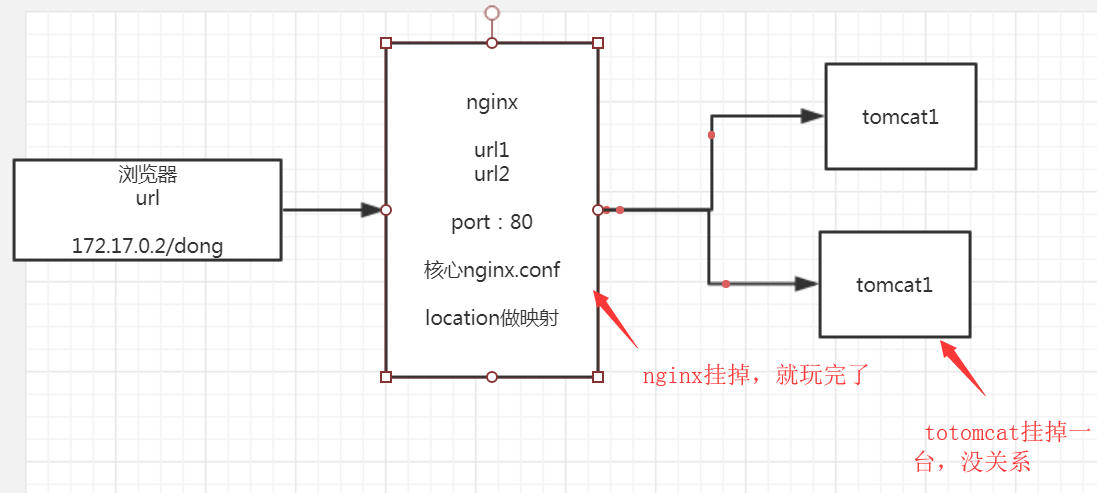 浏览器
url
172.17.0.2/dong
nginx
url1
url2
port：80
核心nginx.conf
location做映射
tomcat1
tomcat1
nginx挂掉，就玩完了
totomcat挂掉一
台，没关系